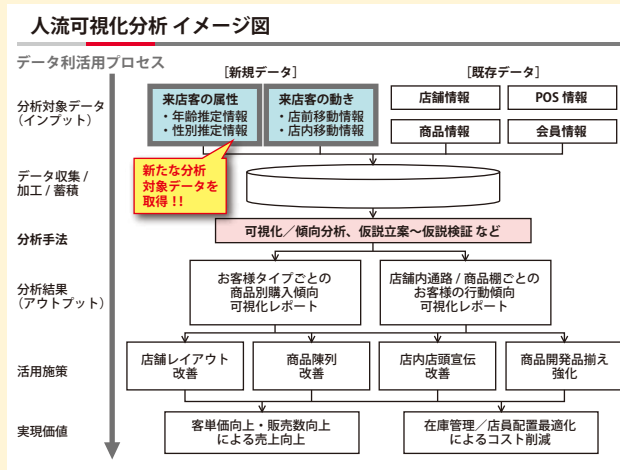 人流可視化分析 イメージ図
データ利活用プロセス
[新規データ]
[既存データ]
分析対象データ
(インプット)
来店客の属性
・年齢推定情報
・性別推定情報
来店客の動き
・店前移動情報
・店内移動情報
店舗情報
POS 情報
商品情報
会員情報
新たな分析
対象データを
取得 !!
データ収集 /
加工 / 蓄積
分析手法
可視化／傾向分析、仮説立案～仮説検証 など
分析結果
(アウトプット)
お客様タイプごとの
商品別購入傾向
可視化レポート
店舗内通路 / 商品棚ごとの
お客様の行動傾向
可視化レポート
活用施策
店舗レイアウト
改善
商品陳列
改善
店内店頭宣伝
改善
商品開発品揃え
強化
実現価値
客単価向上・販売数向上
による売上向上
在庫管理／店員配置最適化
によるコスト削減